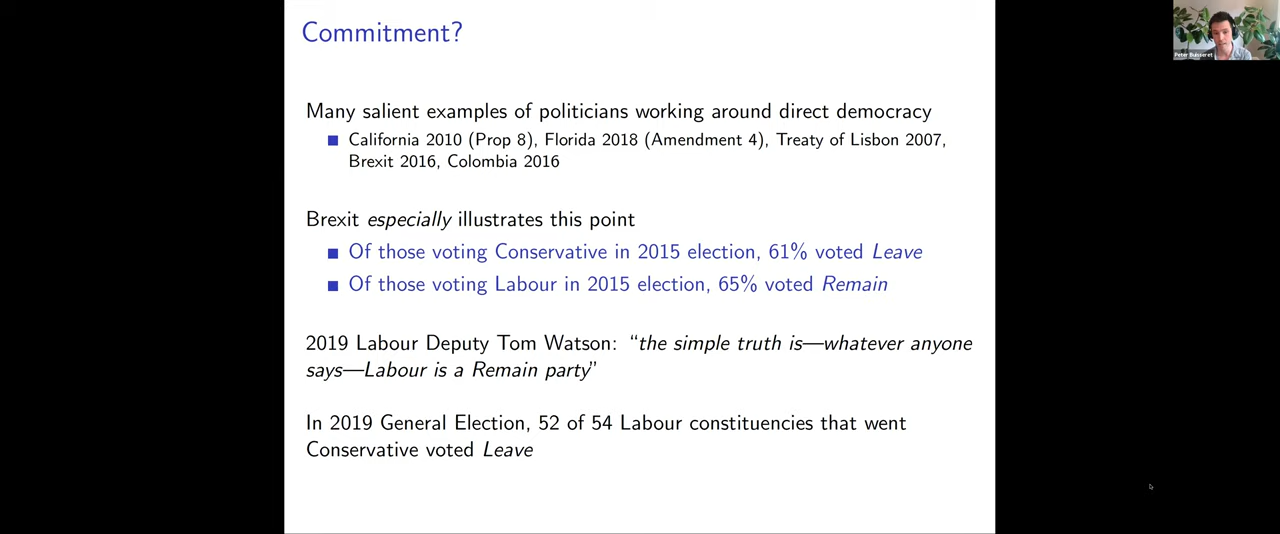 Commitment?
Peter Buisseret
Many salient examples of politicians working around direct democracy
California 2010 (Prop 8), Florida 2018 (Amendment 4), Treaty of Lisbon 2007,
Brexit 2016, Colombia 2016
Brexit especially illustrates this point
Of those voting Conservative in 2015 election, 61% voted Leave
Of those voting Labour in 2015 election, 65% voted Remain
2019 Labour Deputy Tom Watson: “the simple truth is—whatever anyone
says—Labour is a Remain party”
In 2019 General Election, 52 of 54 Labour constituencies that went
Conservative voted Leave